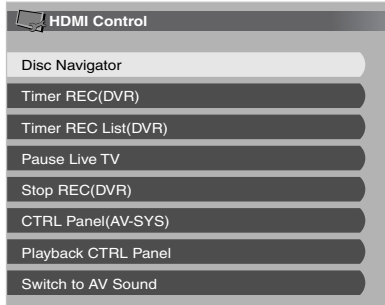 HDMI Control
Disc Navigator
Timer REC(DVR)
Timer REC List(DVR)
Pause Live TV
Stop REC(DVR)
CTRL Panel(AV-SYS)
Playback CTRL Panel
Switch to AV Sound